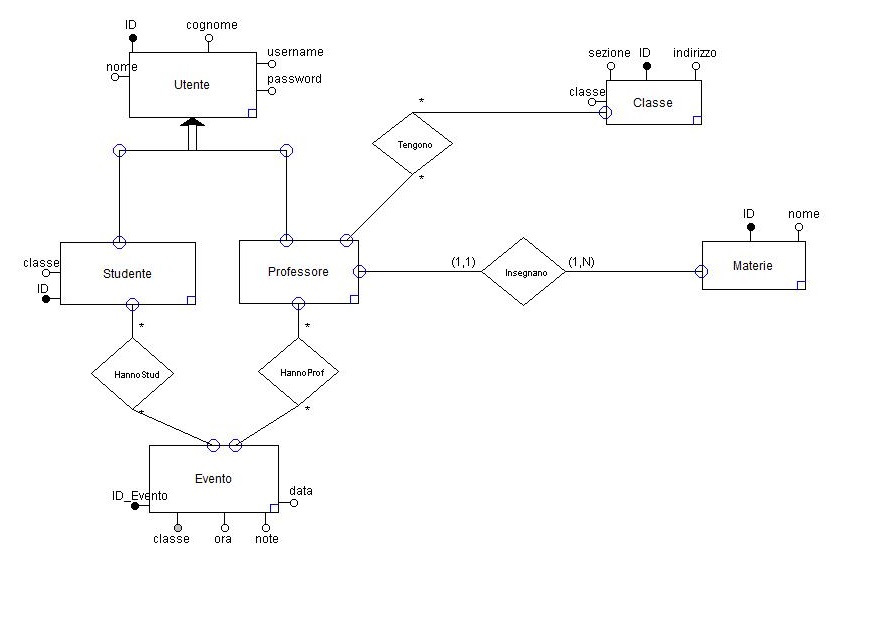 ID
cognome
nome
username
Utente
password
sezione
ID
indirizzo
classe
Classe
*
Tengono
*
ID
nome
classe
Studente
ID
Professore
(1,1)
Insegnano
(1,N)
Materie
*
*
HannoStud
HannoProf
*
*
Evento
ID_Evento
data
classe
ora
note